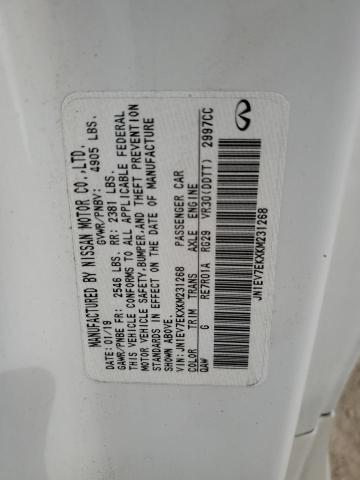 MANUFACTURED BY NISSAN MOTOR CO.,LTD.
DATE: 01/19 GVWR/PNBV: 4905 LBS.
GAWR/PNBE FR: 2546 LBS. RR: 2381 LBS.
THIS VEHICLE CONFORMS TO ALL APPLICABLE FEDERAL
MOTOR VEHICLE SAFETY,BUMPER,AND THEFT PREVENTION
STANDARDS IN EFFECT ON THE DATE OF MANUFACTURE
SHOWN ABOVE.
VIN: JN1EV7EKXKM231268 PASSENGER CAR
COLOR TRIM TRANS AXLE ENGINE
QAW G RE7R01A RG29 VR30(DDTT) 2997CC
JN1EV7EKXKM231268